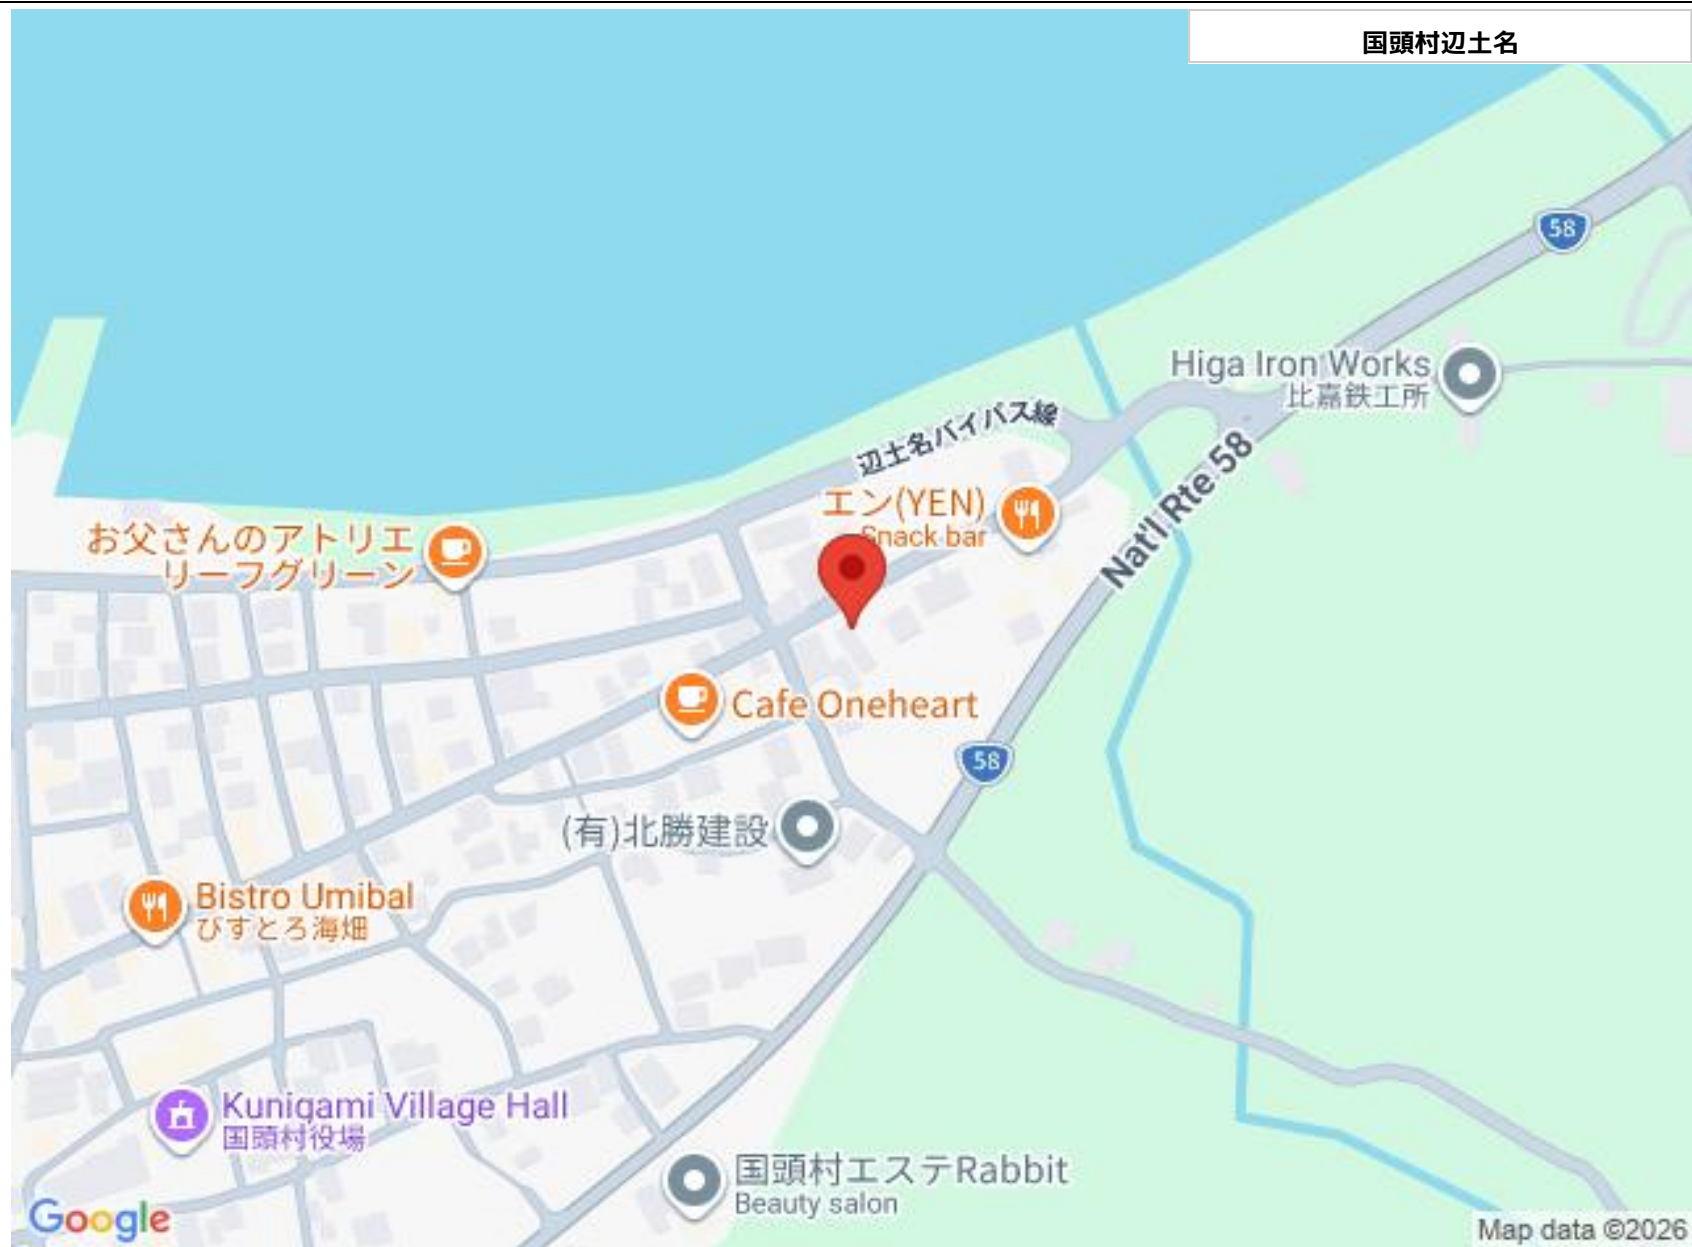 国頭村辺土名
58
Higa Iron Works
比嘉鉄工所
辺土名バイパス線
Nat'l Rte 58
エン(YEN)
Snack bar
お父さんのアトリエ
リーフグリーン
Cafe Oneheart
58
(有)北勝建設
Bistro Umibal
びすとろ海畑
Kunigami Village Hall
国頭村役場
国頭村エステRabbit
Beauty salon
Google
Map data ©2026